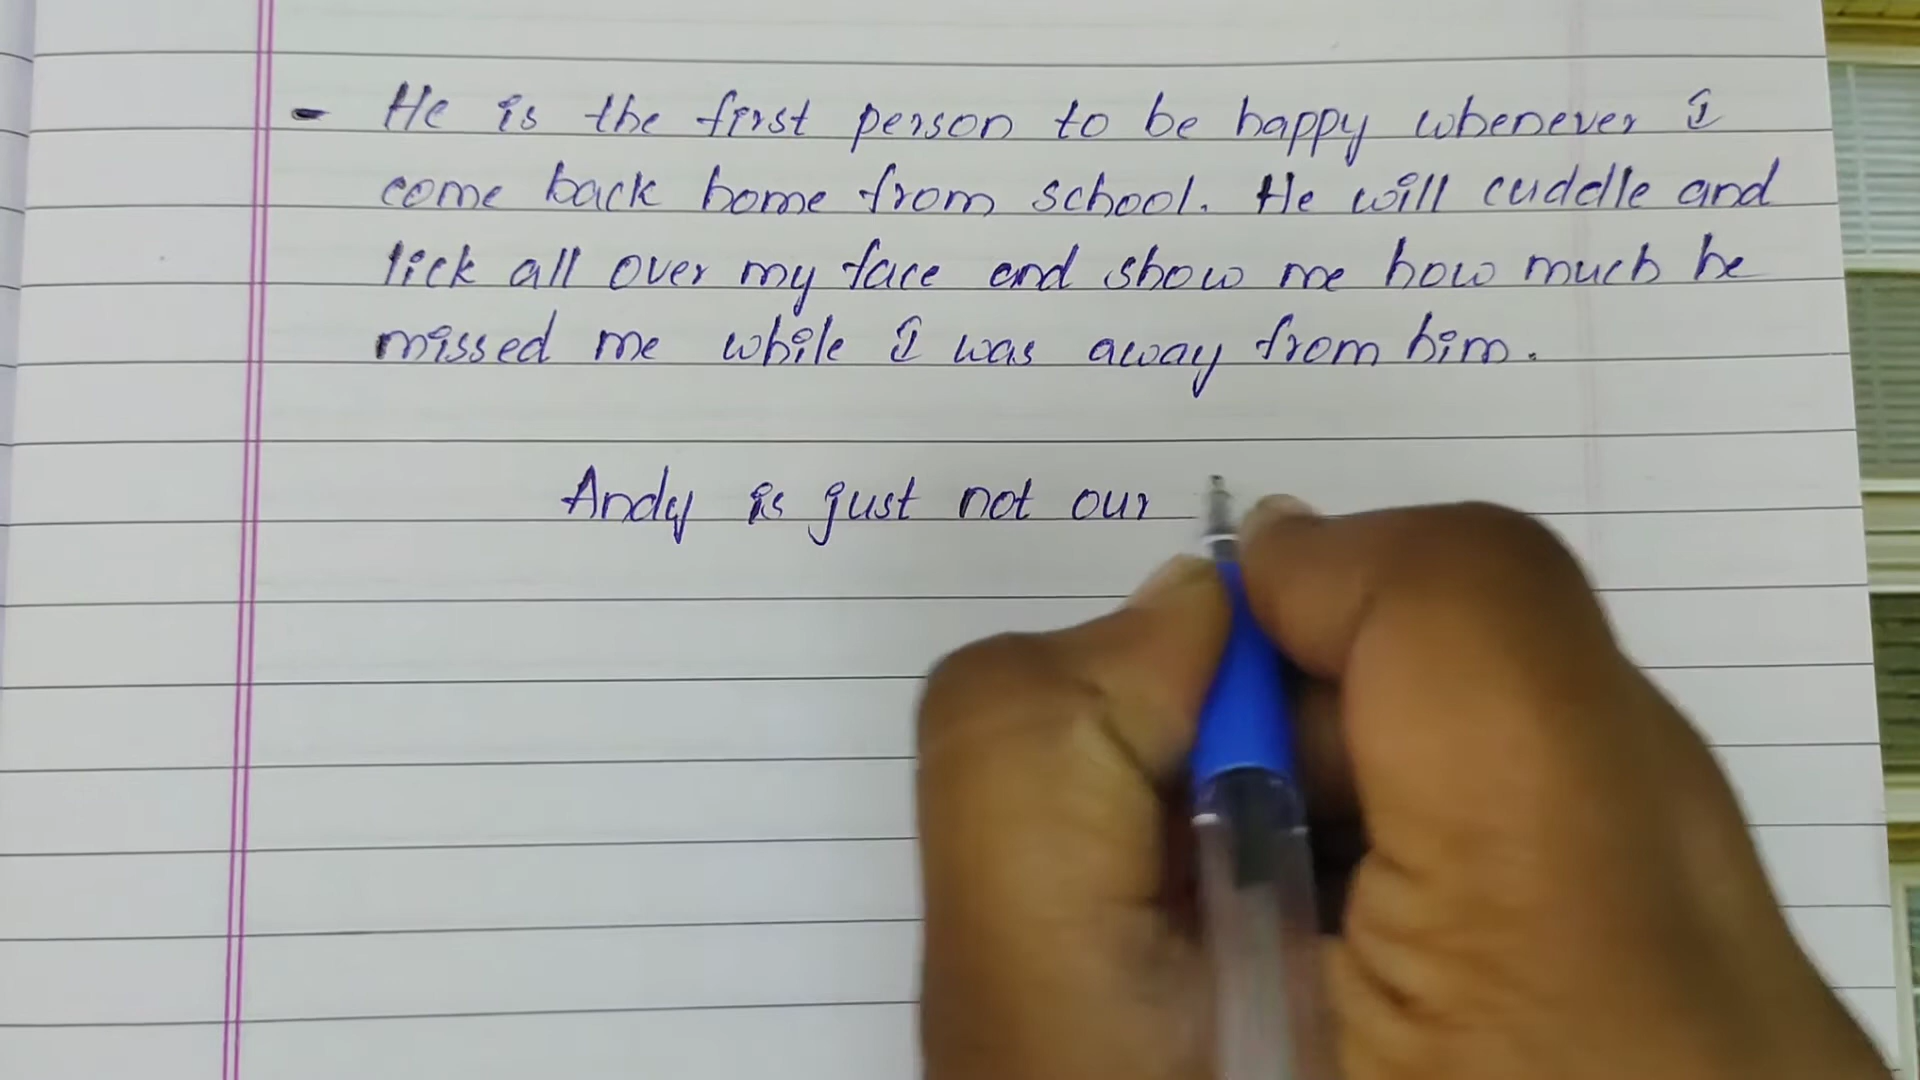 - He is the first person to be happy whenever I
come back home from school. He will cuddle and
lick all over my face and show me how much he
missed me while I was away from him.
Andy is just not our